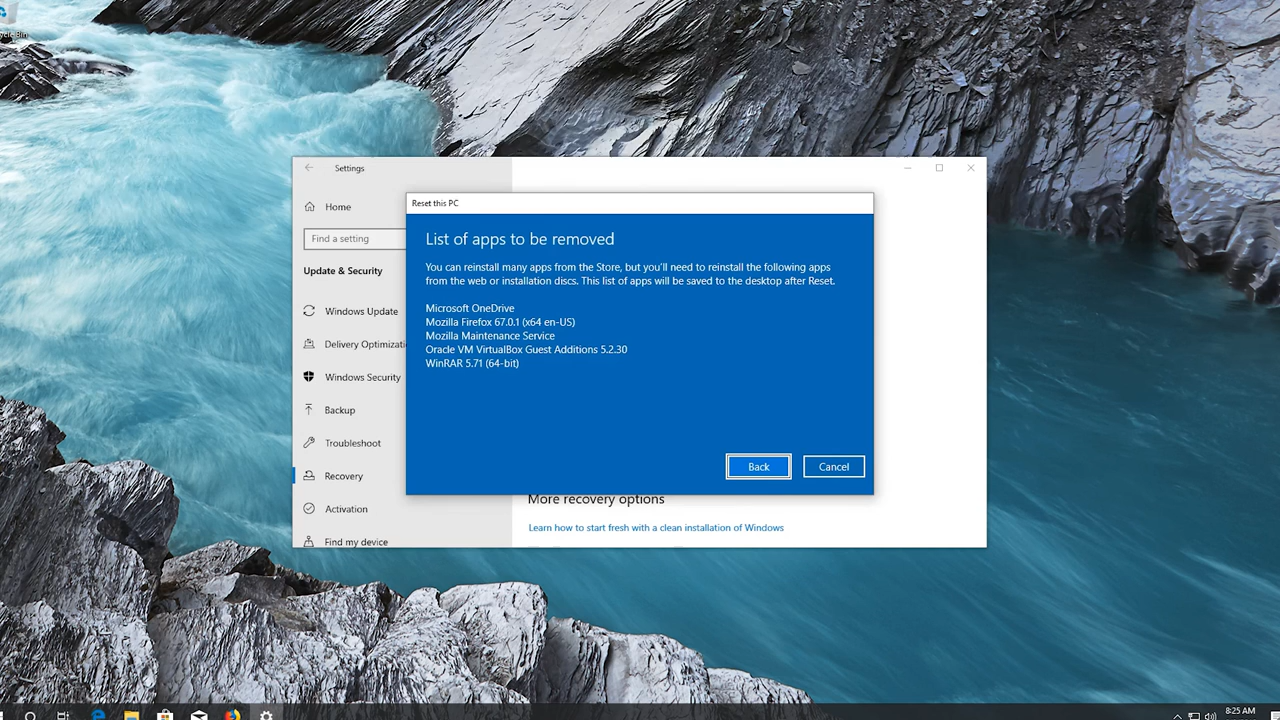 Settings
Home
Find a setting
Update & Security
Windows Update
Delivery Optimizati
Windows Security
Backup
Troubleshoot
Recovery
Activation
Find my device
Reset this PC
List of apps to be removed
You can reinstall many apps from the Store, but you'll need to reinstall the following apps
from the web or installation discs. This list of apps will be saved to the desktop after Reset.
Microsoft OneDrive
Mozilla Firefox 67.0.1 (x64 en-US)
Mozilla Maintenance Service
Oracle VM VirtualBox Guest Additions 5.2.30
WinRAR 5.71 (64-bit)
Back
Cancel
More recovery options
Learn how to start fresh with a clean installation of Windows
8:25 AM